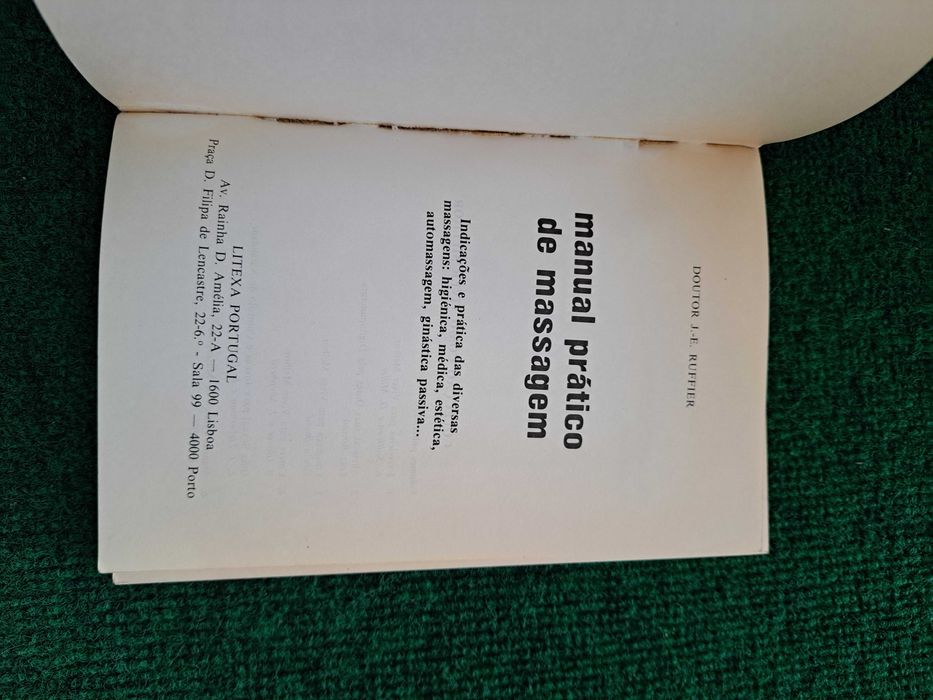 DOUTOR J.-E. RUFFIER
manual prático
de massagem
Indicações e prática das diversas
massagens: higiénica, médica, estética,
automassagem, ginástica passiva...
LITEXA PORTUGAL
Av. Rainha D. Amélia, 22-A — 1600 Lisboa
Praça D. Filipa de Lencastre, 22-6.º - Sala 99 — 4000 Porto